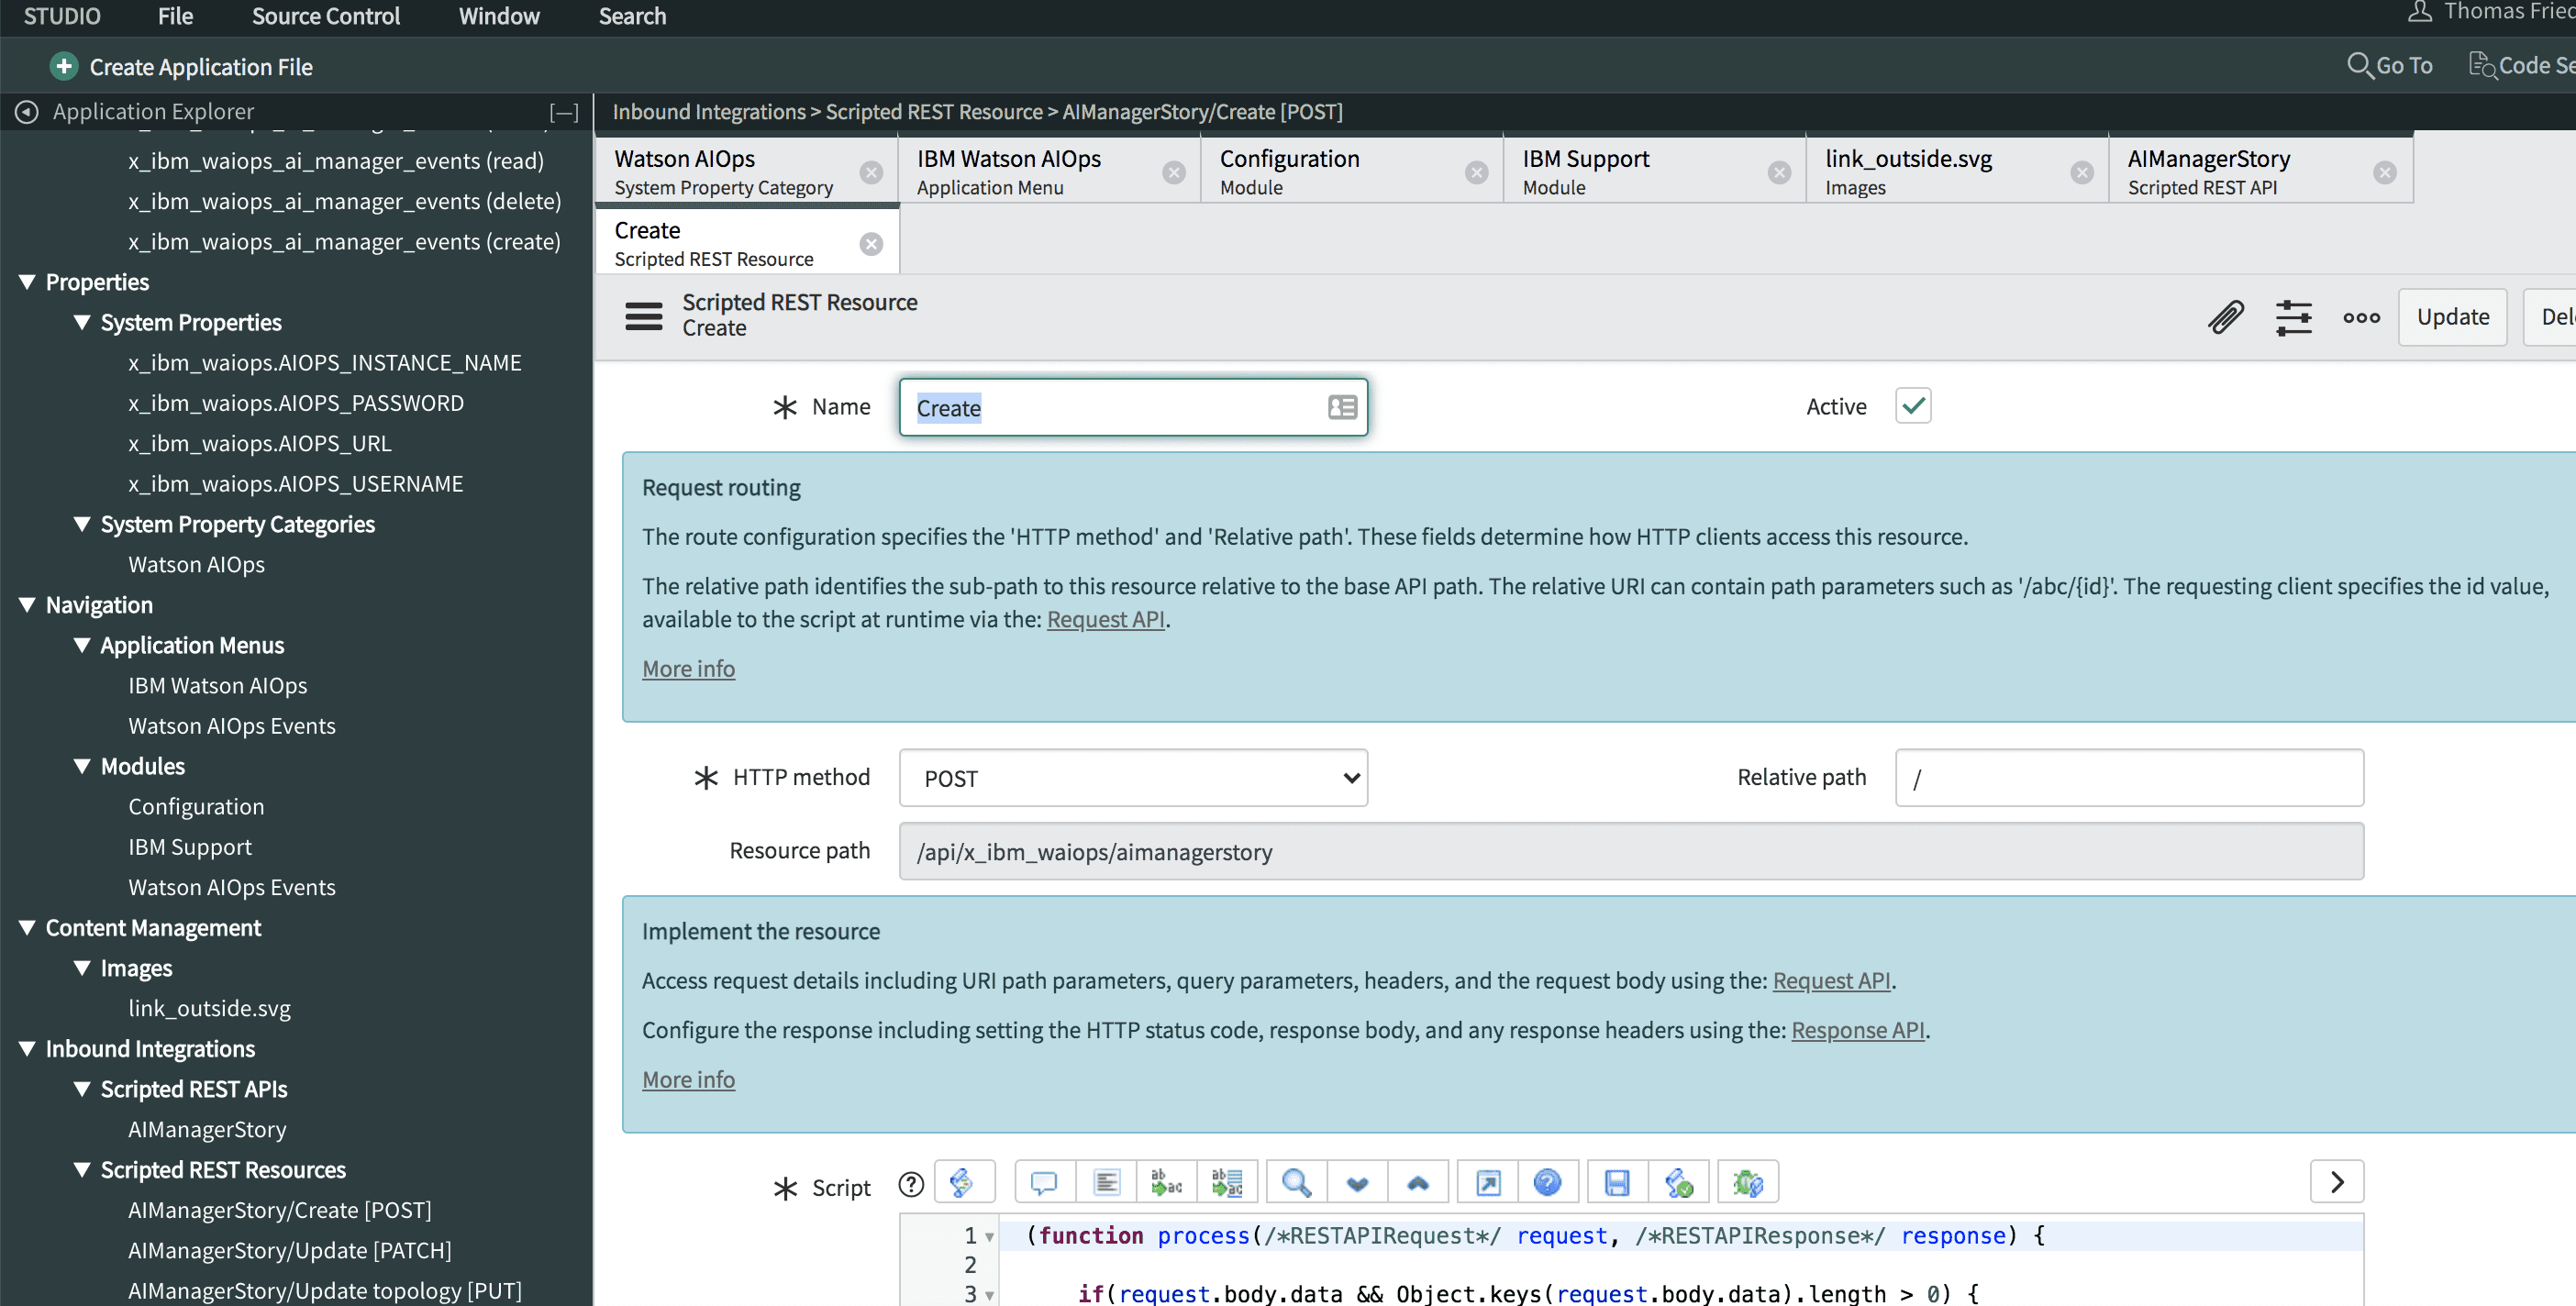 STUDIO File Source Control Window Search Thomas Fried
Create Application File Go To Code Se
Application Explorer [—] Inbound Integrations > Scripted REST Resource > AIManagerStory/Create [POST]
x_ibm_waiops_ai_manager_events (read)
x_ibm_waiops_ai_manager_events (delete)
x_ibm_waiops_ai_manager_events (create)
Properties
System Properties
x_ibm_waiops.AIOPS_INSTANCE_NAME
x_ibm_waiops.AIOPS_PASSWORD
x_ibm_waiops.AIOPS_URL
x_ibm_waiops.AIOPS_USERNAME
System Property Categories
Watson AIOps
Navigation
Application Menus
IBM Watson AIOps
Watson AIOps Events
Modules
Configuration
IBM Support
Watson AIOps Events
Content Management
Images
link_outside.svg
Inbound Integrations
Scripted REST APIs
AIManagerStory
Scripted REST Resources
AIManagerStory/Create [POST]
AIManagerStory/Update [PATCH]
AIManagerStory/Update topology [PUT]
Watson AIOps IBM Watson AIOps Configuration IBM Support link_outside.svg AIManagerStory
System Property Category Application Menu Module Module Images Scripted REST API
Create
Scripted REST Resource
Scripted REST Resource
Create
Update Del
* Name Create Active
Request routing
The route configuration specifies the 'HTTP method' and 'Relative path'. These fields determine how HTTP clients access this resource.
The relative path identifies the sub-path to this resource relative to the base API path. The relative URI can contain path parameters such as '/abc/{id}'. The requesting client specifies the id value,
available to the script at runtime via the: Request API.
More info
* HTTP method POST Relative path /
Resource path /api/x_ibm_waiops/aimanagerstory
Implement the resource
Access request details including URI path parameters, query parameters, headers, and the request body using the: Request API.
Configure the response including setting the HTTP status code, response body, and any response headers using the: Response API.
More info
* Script
1 (function process(/*RESTAPIRequest*/ request, /*RESTAPIResponse*/ response) {
2
3 if(request.body.data && Object.keys(request.body.data).length > 0) {